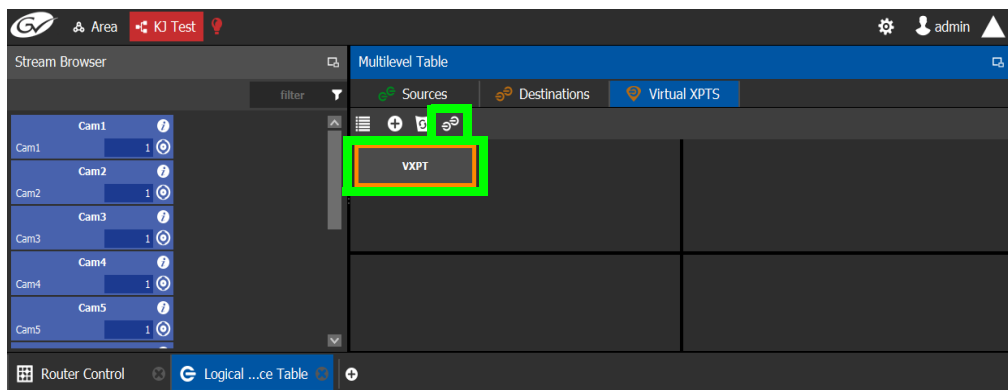 GV Area KJ Test admin
Stream Browser
Multilevel Table
filter
Sources Destinations Virtual XPTS
Cam1
Cam1 1
Cam2
Cam2 1
Cam3
Cam3 1
Cam4
Cam4 1
Cam5
Cam5 1
VXPT
Router Control Logical ...ce Table